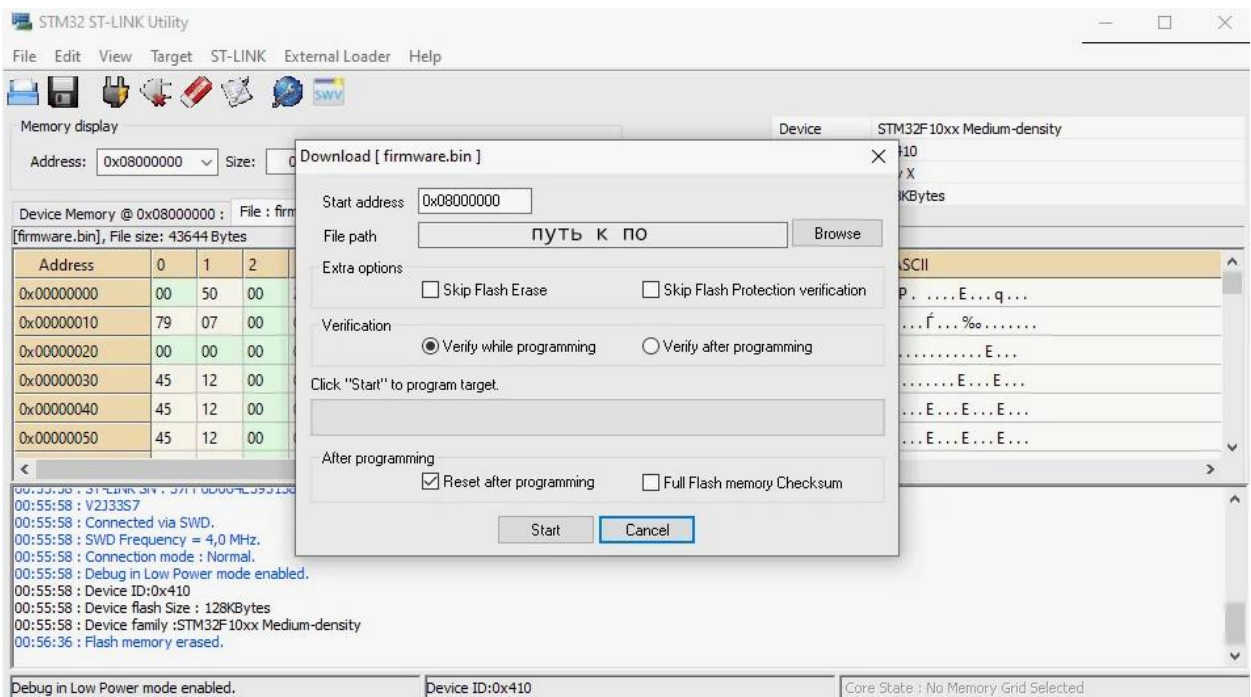 STM32 ST-LINK Utility
File Edit View Target ST-LINK External Loader Help
SWV
Memory display
Address: 0x08000000 Size:
Device STM32F10xx Medium-density
Download [ firmware.bin ]
Start address 0x08000000
File path путь к по Browse
Extra options
Skip Flash Erase Skip Flash Protection verification
Verification
Verify while programming Verify after programming
Click "Start" to program target.
After programming
Reset after programming Full Flash memory Checksum
Start Cancel
Device Memory @ 0x08000000 : File : firm
[firmware.bin], File size: 43644 Bytes
Address 0 1 2 ASCII
0x00000000 00 50 00 P. ....E...q...
0x00000010 79 07 00 ...Ѓ...‰.......
0x00000020 00 00 00 ............E...
0x00000030 45 12 00 .......E...E...
0x00000040 45 12 00 ...E...E...E...
0x00000050 45 12 00 ...E...E...E...
00:55:58 : V2J33S7
00:55:58 : Connected via SWD.
00:55:58 : SWD Frequency = 4,0 MHz.
00:55:58 : Connection mode : Normal.
00:55:58 : Debug in Low Power mode enabled.
00:55:58 : Device ID:0x410
00:55:58 : Device flash Size : 128KBytes
00:55:58 : Device family :STM32F10xx Medium-density
00:56:36 : Flash memory erased.
Debug in Low Power mode enabled. Device ID:0x410 Core State : No Memory Grid Selected